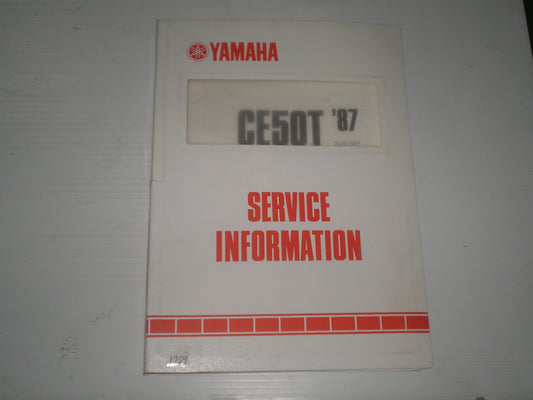 YAMAHA
CE50T '87
SERVICE
INFORMATION